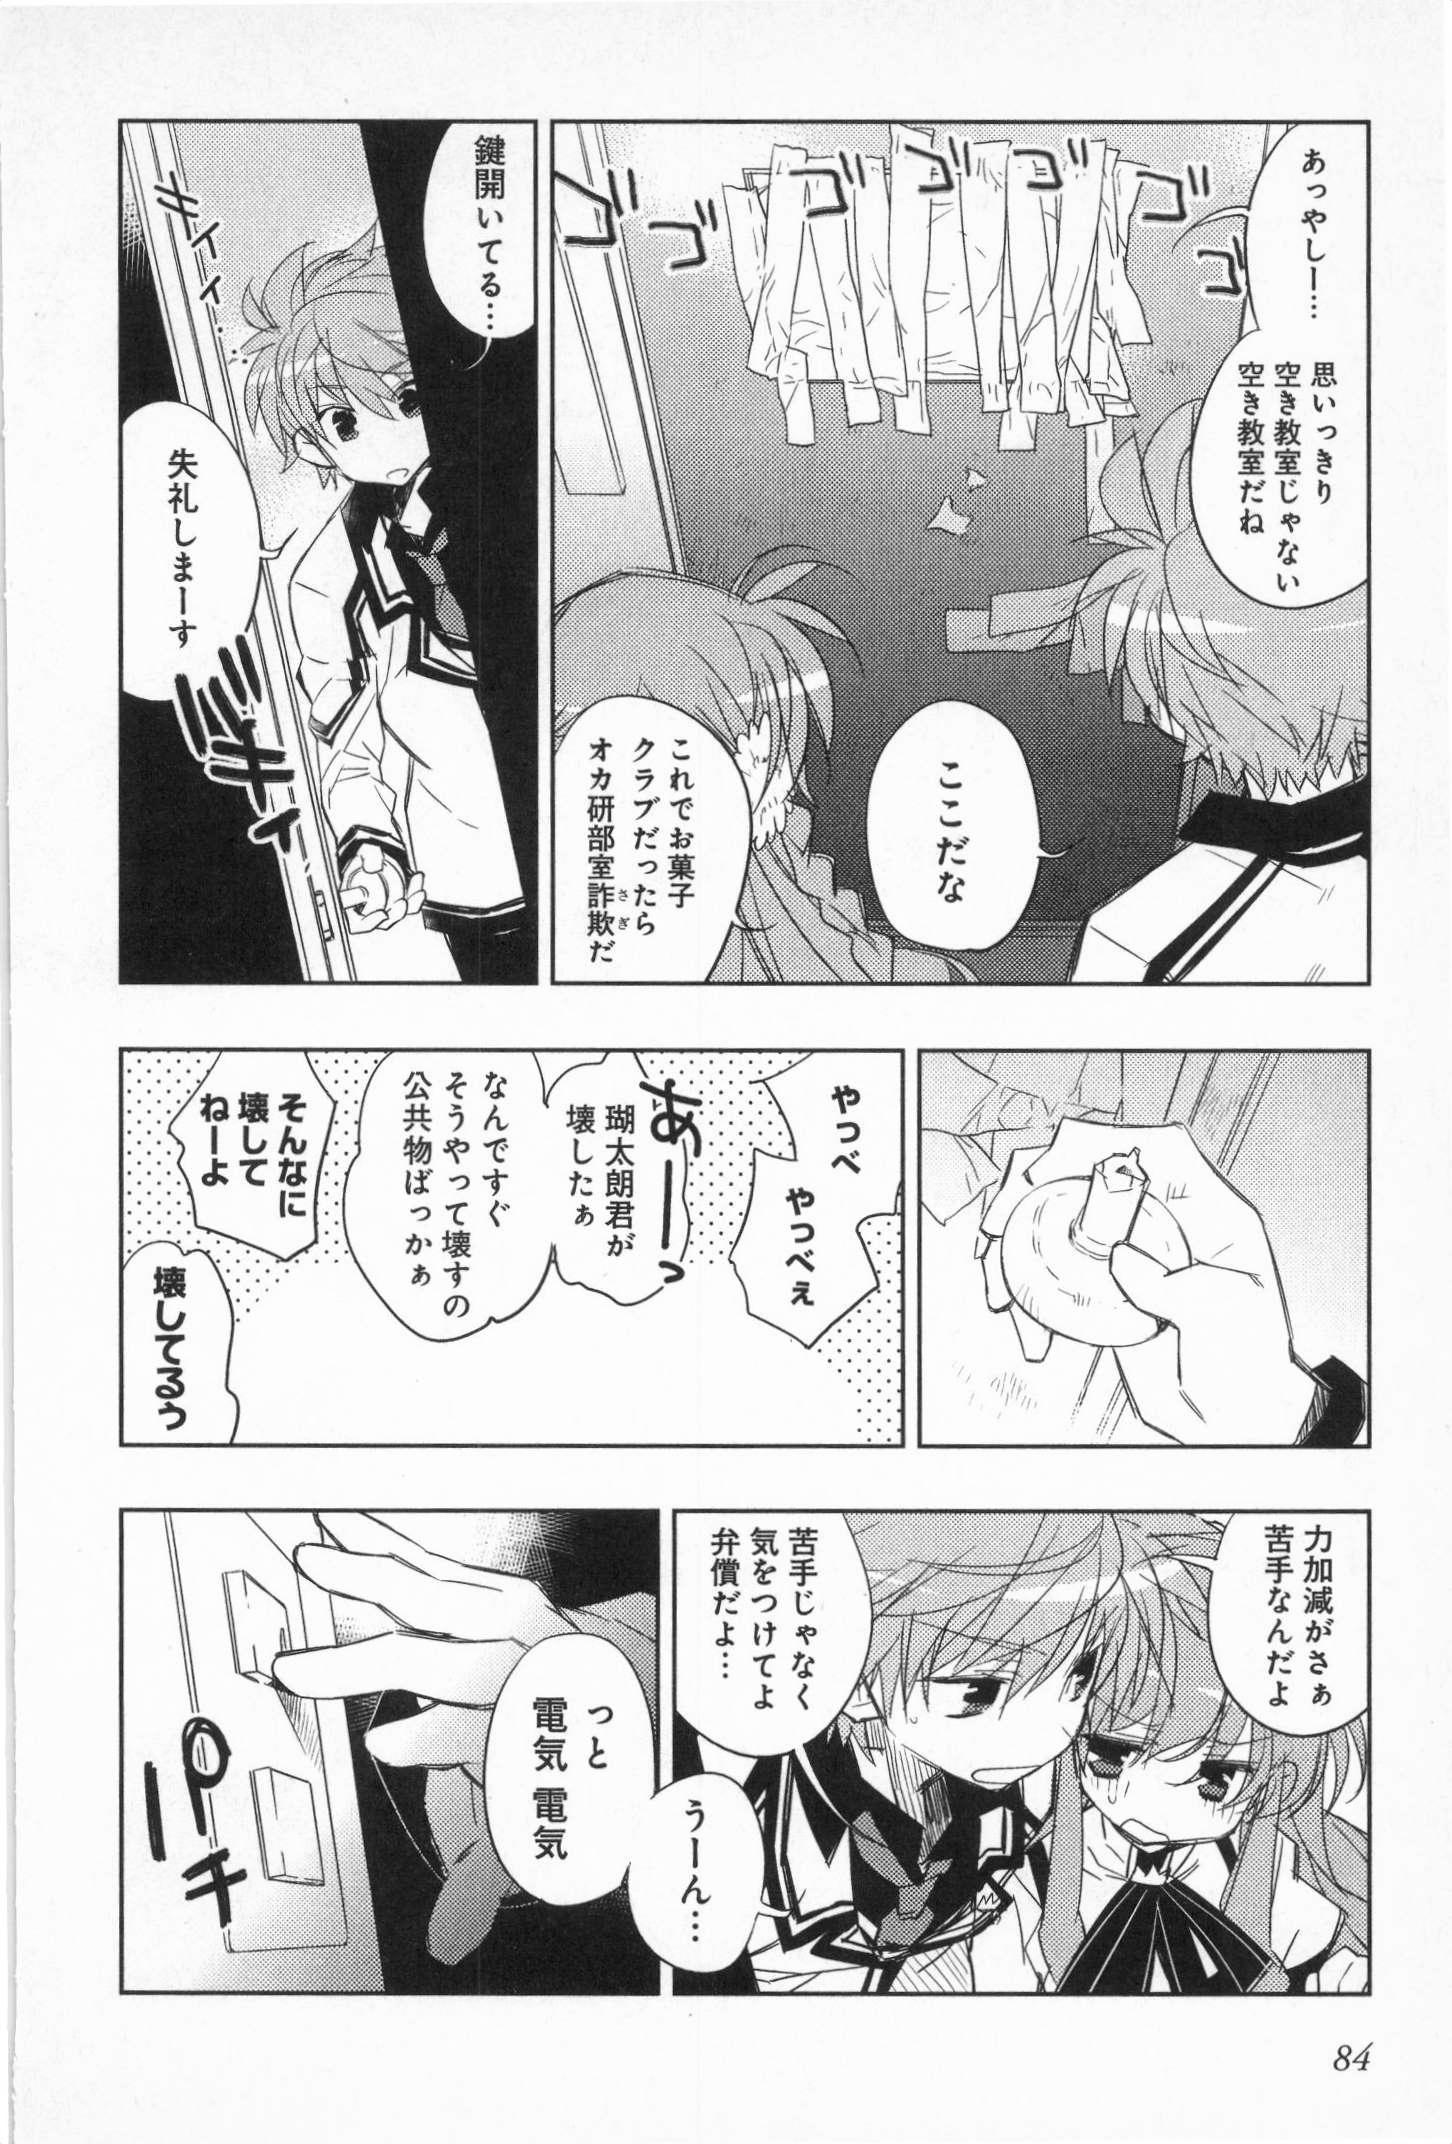 あっやしー…
思いっきり
空き教室じゃない
空き教室だね
ゴゴゴゴゴゴゴ
ここだな
これでお菓子
クラブだったら
オカ研部室詐欺だ
さぎ
鍵開いてる…
キィィ…
失礼しまーす
ギギィ
やっべ
やっべぇ
あーーっ
瑚太朗君が
壊したぁ
なんですぐ
そうやって壊すの
公共物ばっかぁ
そんなに
壊して
ねーよ
壊してるぅ
力加減がさぁ
苦手なんだよ
苦手じゃなく
気をつけてよ
弁償だよ…
うーん…
っと
電気 電気
パチ
84